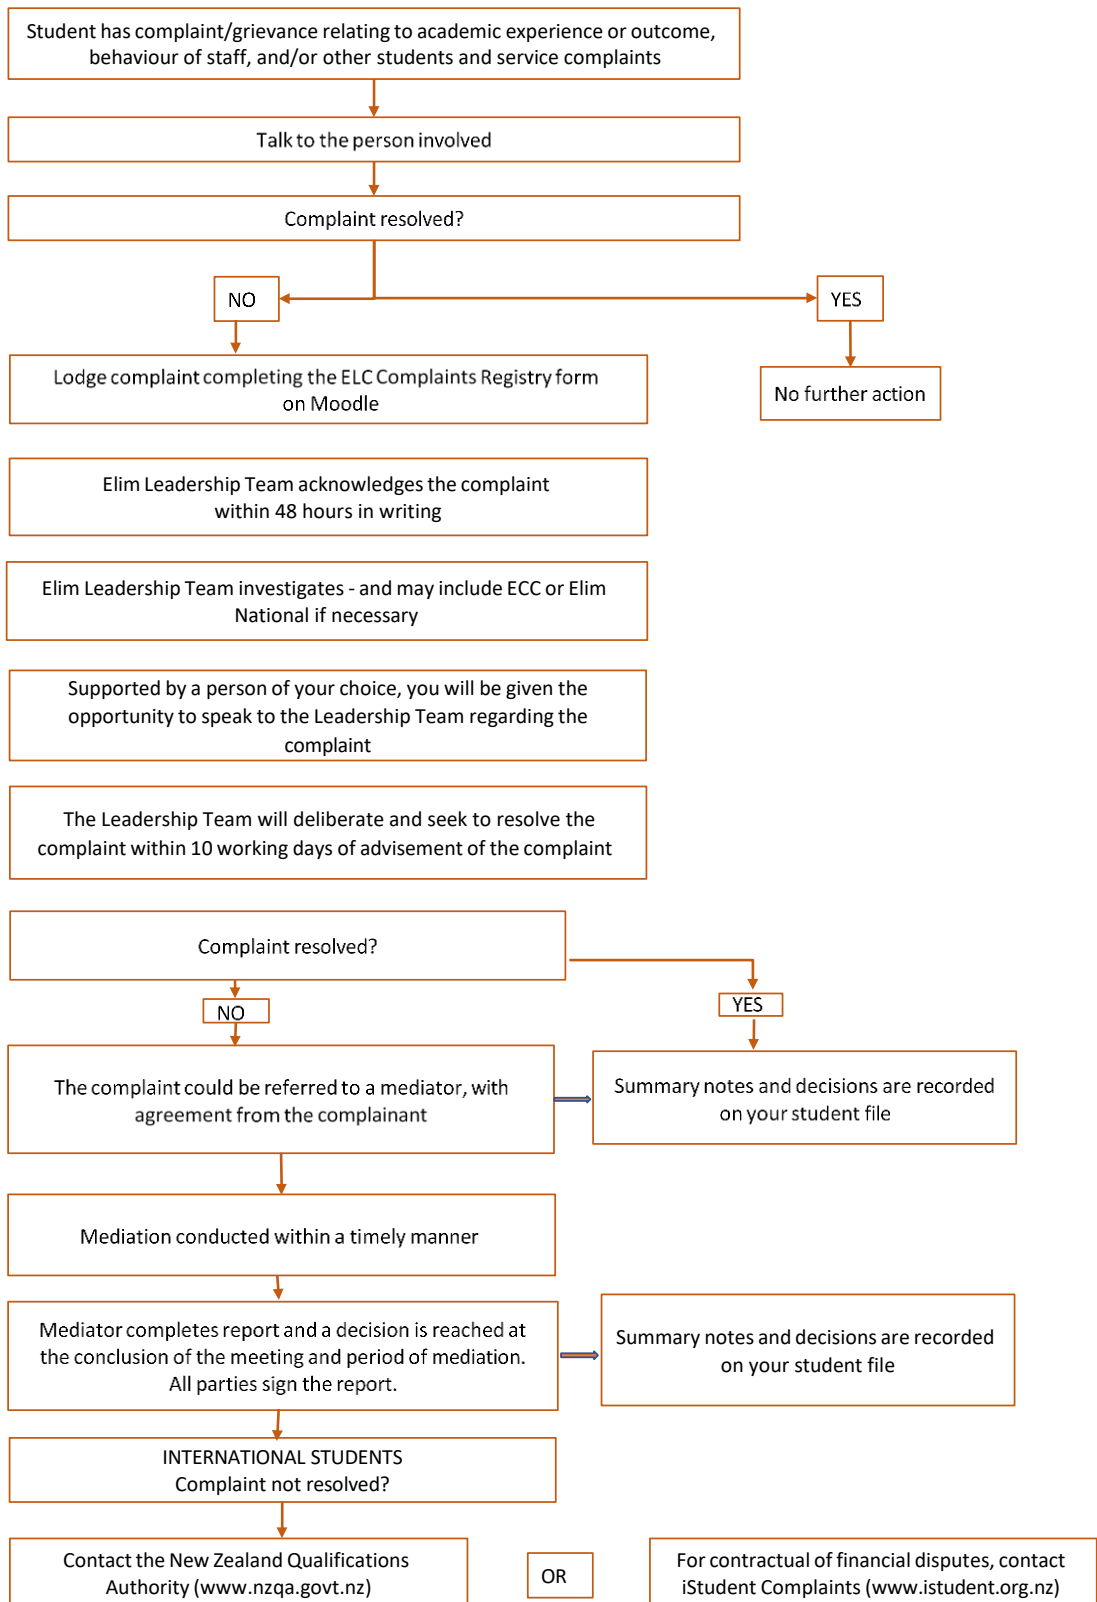 Student has complaint/grievance relating to academic experience or outcome,
behaviour of staff, and/or other students and service complaints
Talk to the person involved
Complaint resolved?
NO
YES
Lodge complaint completing the ELC Complaints Registry form
on Moodle
No further action
Elim Leadership Team acknowledges the complaint
within 48 hours in writing
Elim Leadership Team investigates - and may include ECC or Elim
National if necessary
Supported by a person of your choice, you will be given the
opportunity to speak to the Leadership Team regarding the
complaint
The Leadership Team will deliberate and seek to resolve the
complaint within 10 working days of advisement of the complaint
Complaint resolved?
NO
YES
The complaint could be referred to a mediator, with
agreement from the complainant
Summary notes and decisions are recorded
on your student file
Mediation conducted within a timely manner
Mediator completes report and a decision is reached at
the conclusion of the meeting and period of mediation.
All parties sign the report.
Summary notes and decisions are recorded
on your student file
INTERNATIONAL STUDENTS
Complaint not resolved?
Contact the New Zealand Qualifications
Authority (www.nzqa.govt.nz)
OR
For contractual of financial disputes, contact
iStudent Complaints (www.istudent.org.nz)